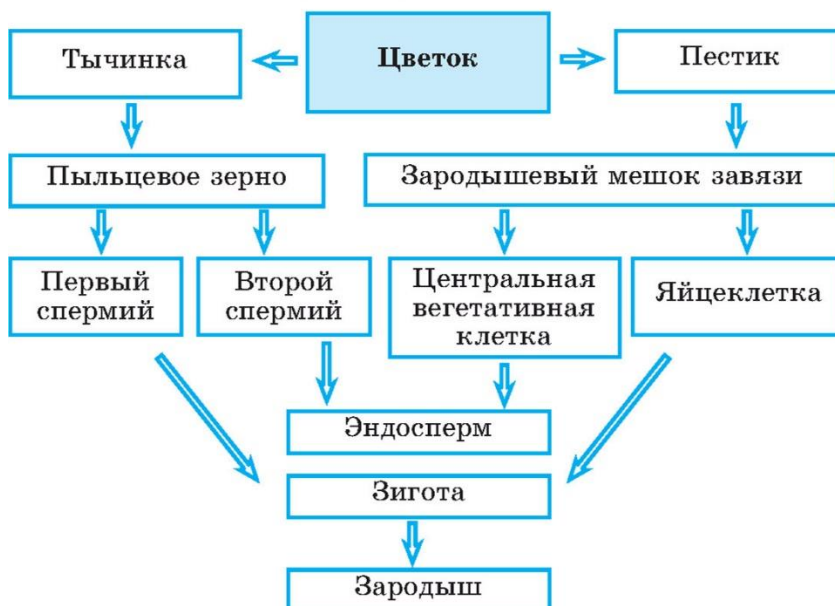 Тычинка
Цветок
Пестик
Пыльцевое зерно
Зародышевый мешок завязи
Первый
спермий
Второй
спермий
Центральная
вегетативная
клетка
Яйцеклетка
Эндосперм
Зигота
Зародыш